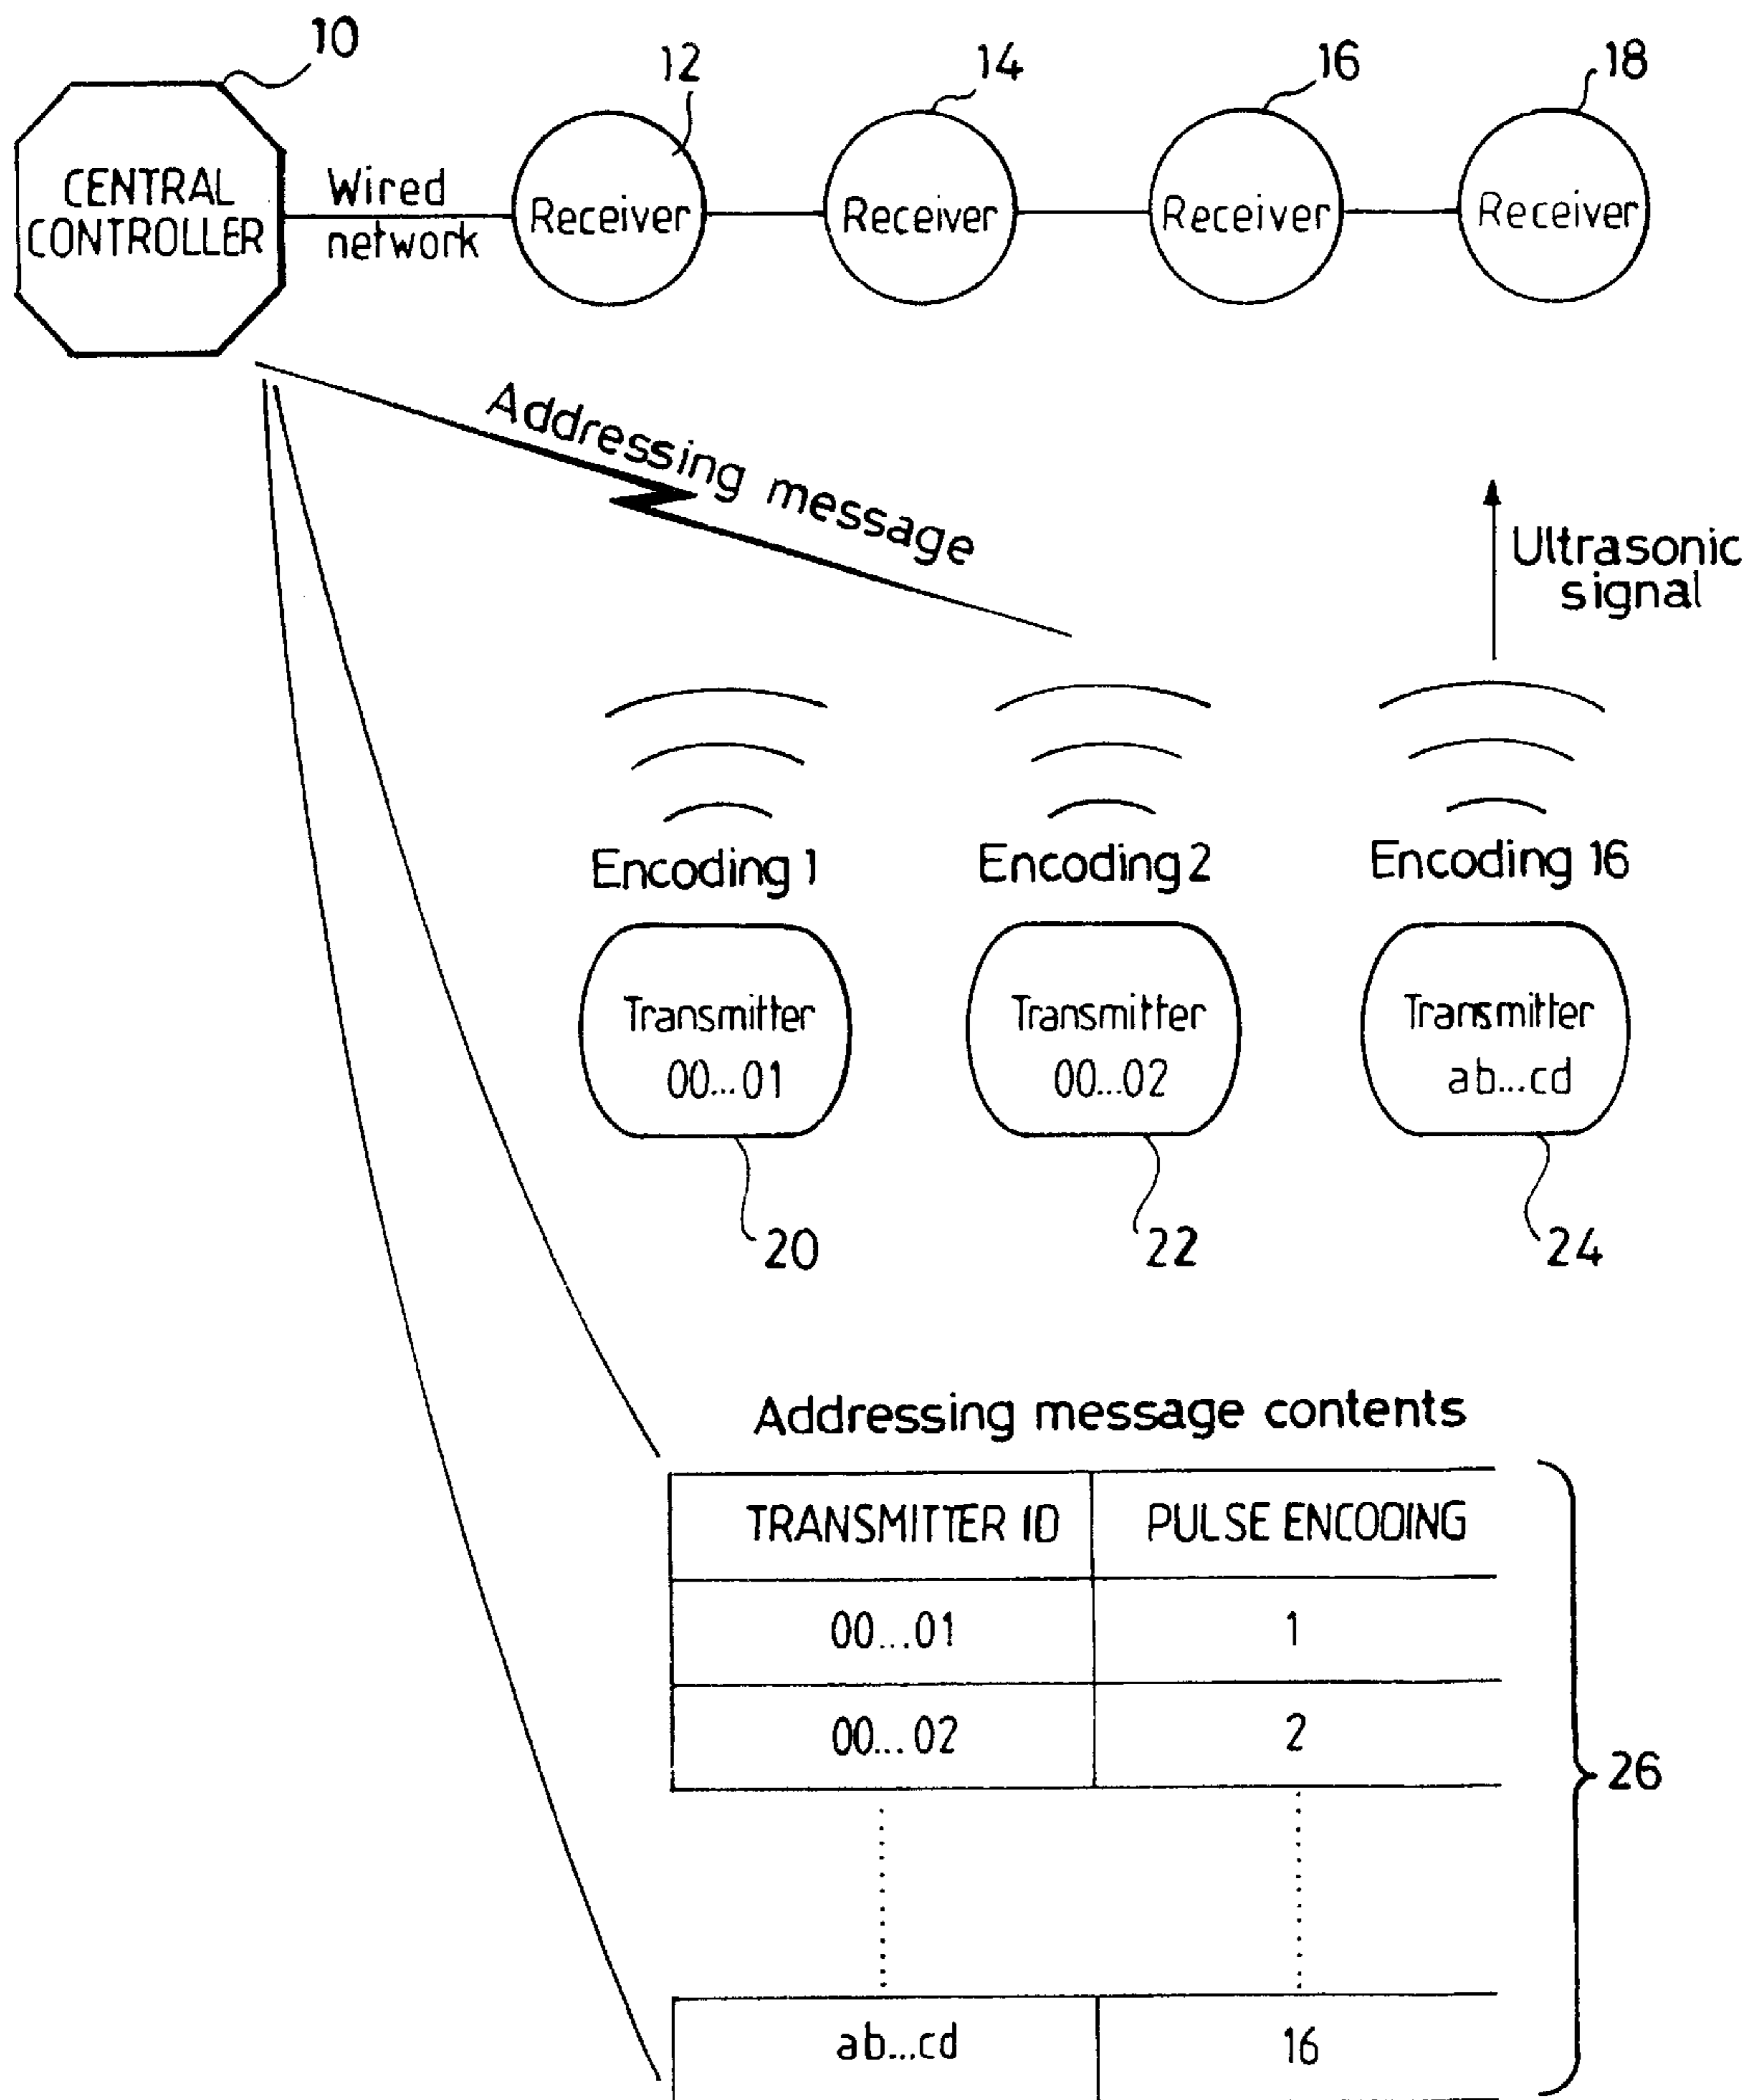 10
12
14
16
18
CENTRAL
CONTROLLER
Wired
network
Receiver
Receiver
Receiver
Receiver
Addressing message
Ultrasonic
signal
Encoding 1
Encoding 2
Encoding 16
Transmitter
00...01
Transmitter
00...02
Transmitter
ab...cd
20
22
24
Addressing message contents
TRANSMITTER ID
PULSE ENCODING
00...01
1
00...02
2
26
ab...cd
16